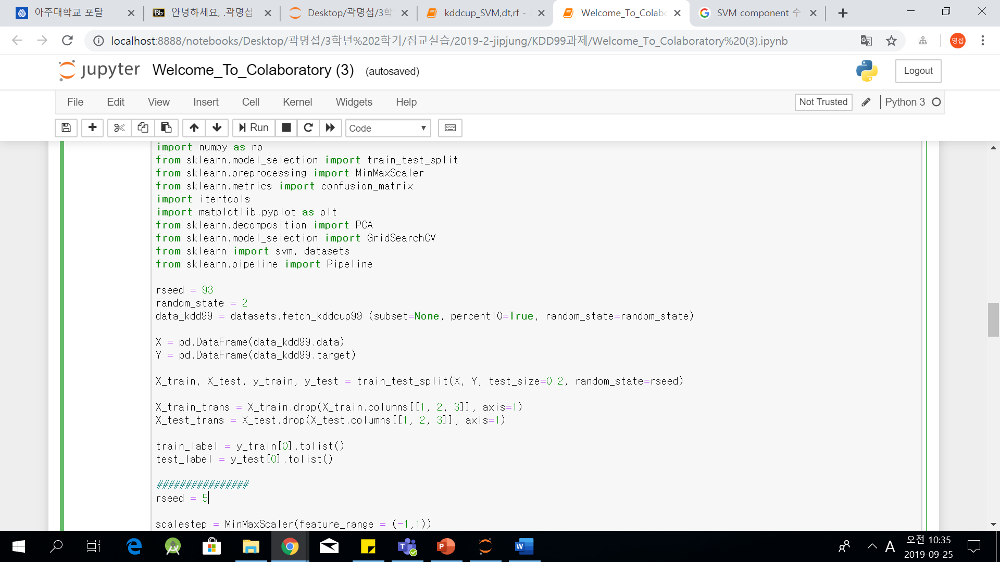 아주대학교 포탈
안녕하세요, .곽명섭
Desktop/곽명섭/3학
kddcup_SVM,dt,rf -
Welcome_To_Colabo
SVM component 수
localhost:8888/notebooks/Desktop/곽명섭/3학년%202학기/집교실습/2019-2-jipjung/KDD99과제/Welcome_To_Colaboratory%20(3).ipynb
명섭
jupyter Welcome_To_Colaboratory (3) (autosaved)
Logout
File Edit View Insert Cell Kernel Widgets Help
Not Trusted
Python 3
Run
Code
import numpy as np
from sklearn.model_selection import train_test_split
from sklearn.preprocessing import MinMaxScaler
from sklearn.metrics import confusion_matrix
import itertools
import matplotlib.pyplot as plt
from sklearn.decomposition import PCA
from sklearn.model_selection import GridSearchCV
from sklearn import svm, datasets
from sklearn.pipeline import Pipeline
rseed = 93
random_state = 2
data_kdd99 = datasets.fetch_kddcup99 (subset=None, percent10=True, random_state=random_state)
X = pd.DataFrame(data_kdd99.data)
Y = pd.DataFrame(data_kdd99.target)
X_train, X_test, y_train, y_test = train_test_split(X, Y, test_size=0.2, random_state=rseed)
X_train_trans = X_train.drop(X_train.columns[[1, 2, 3]], axis=1)
X_test_trans = X_test.drop(X_test.columns[[1, 2, 3]], axis=1)
train_label = y_train[0].tolist()
test_label = y_test[0].tolist()
################
rseed = 5
scalestep = MinMaxScaler(feature_range = (-1,1))
A
오전 10:35
2019-09-25